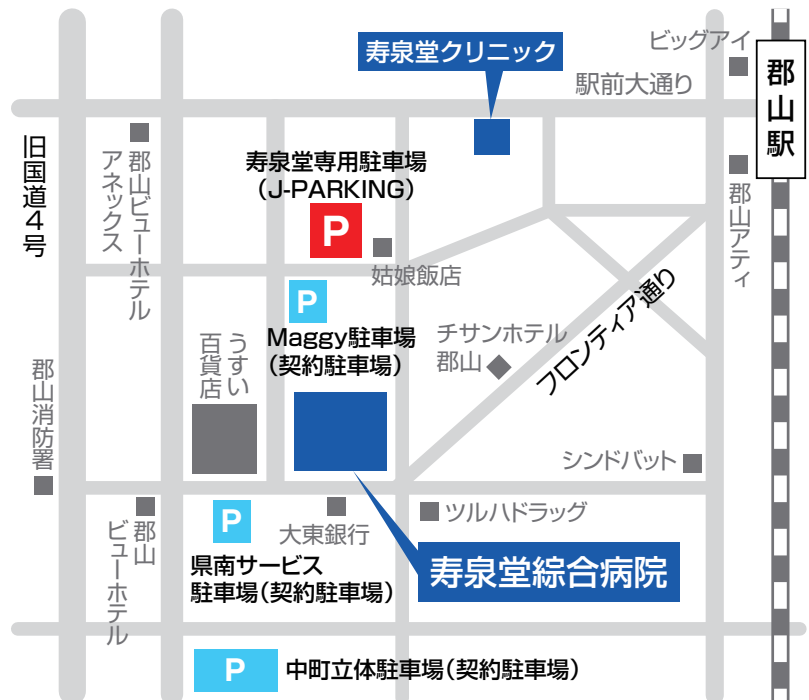 ビッグアイ
寿泉堂クリニック
駅前大通り
郡山駅
旧国道4号
郡山ビューホテル
アネックス
寿泉堂専用駐車場
(J-PARKING)
P
郡山アティ
姑娘飯店
P
Maggy駐車場
(契約駐車場)
うすい
百貨店
チサンホテル
郡山
フロンティア通り
郡山消防署
シンドバット
P
大東銀行
ツルハドラッグ
郡山
ビューホテル
県南サービス
駐車場(契約駐車場)
寿泉堂綜合病院
P
中町立体駐車場(契約駐車場)